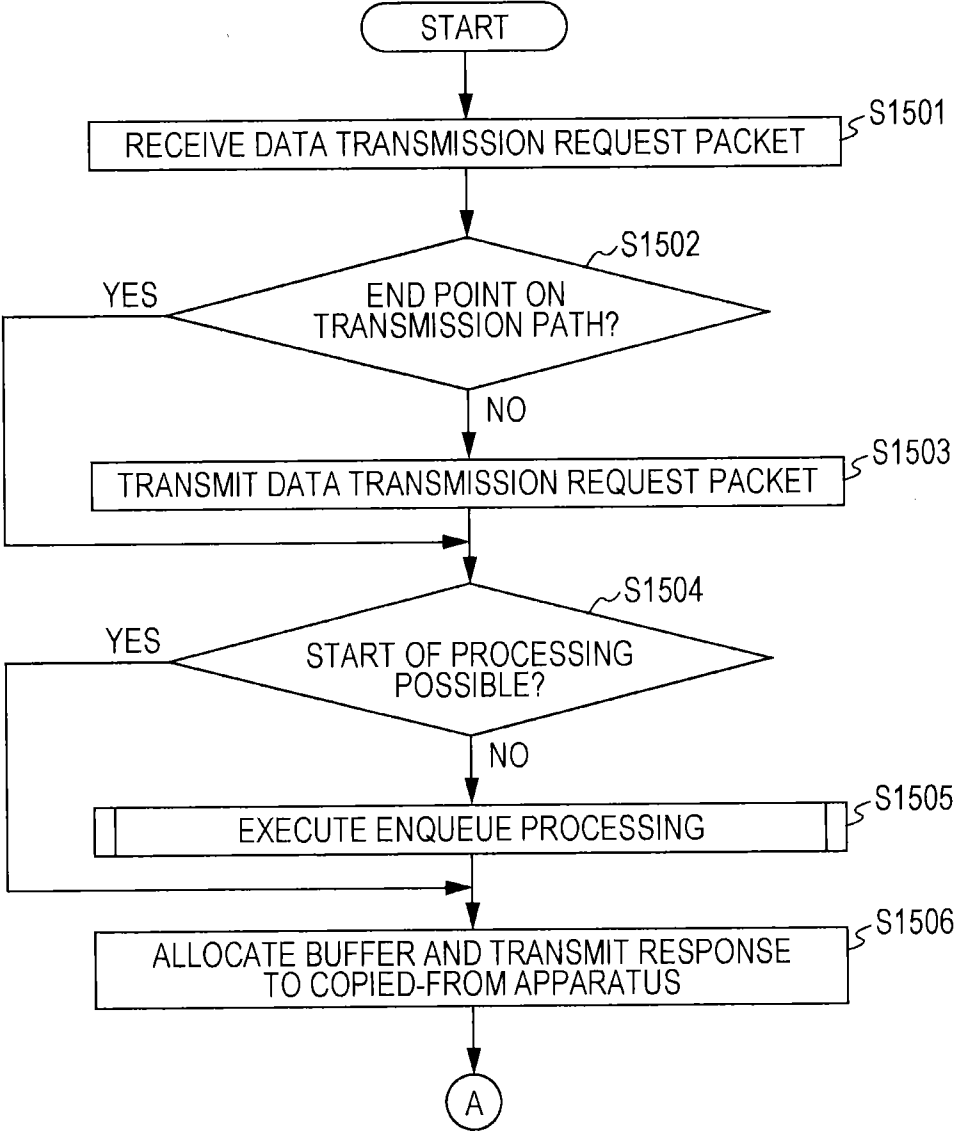 START
S1501
RECEIVE DATA TRANSMISSION REQUEST PACKET
S1502
YES
END POINT ON
TRANSMISSION PATH?
NO
S1503
TRANSMIT DATA TRANSMISSION REQUEST PACKET
S1504
YES
START OF PROCESSING
POSSIBLE?
NO
S1505
EXECUTE ENQUEUE PROCESSING
S1506
ALLOCATE BUFFER AND TRANSMIT RESPONSE
TO COPIED-FROM APPARATUS
A